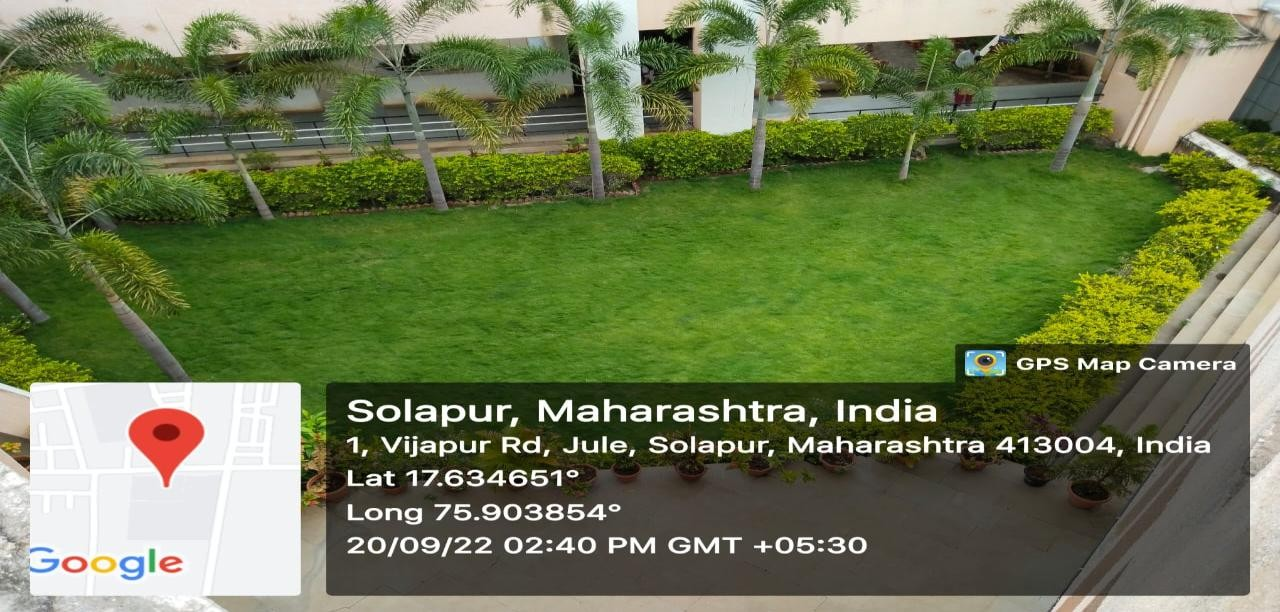 GPS Map Camera
Solapur, Maharashtra, India
1, Vijapur Rd, Jule, Solapur, Maharashtra 413004, India
Lat 17.634651°
Long 75.903854°
20/09/22 02:40 PM GMT +05:30
Google